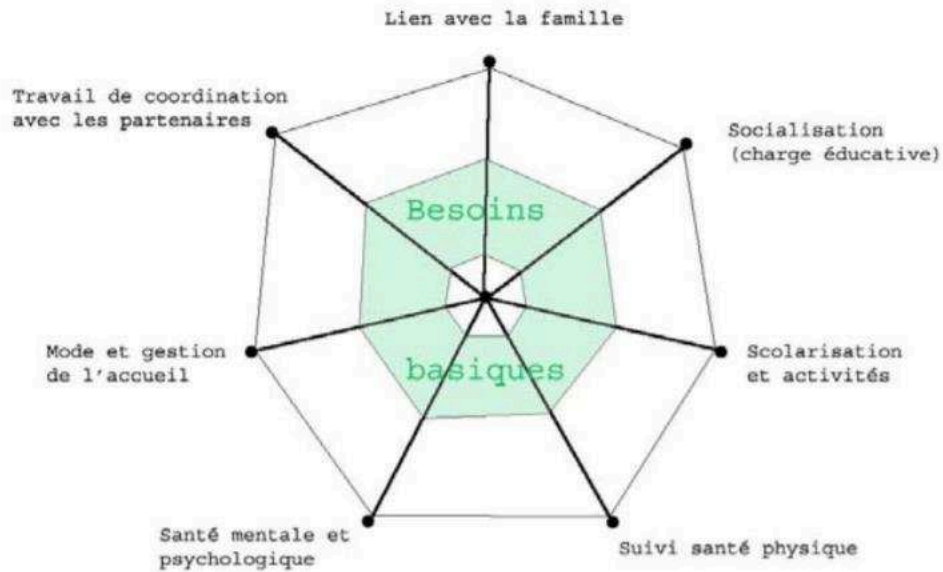 Lien avec la famille
Travail de coordination
avec les partenaires
Socialisation
(charge éducative)
Besoins
basiques
Mode et gestion
de l'accueil
Scolarisation
et activités
Santé mentale et
psychologique
Suivi santé physique